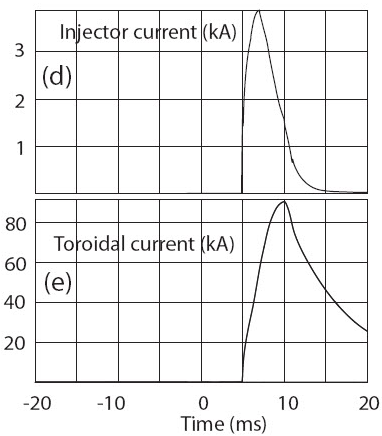 Injector current (kA)
3
(d)
2
1
80
Toroidal current (kA)
60
(e)
40
20
-20 -10 0 10 20
Time (ms)